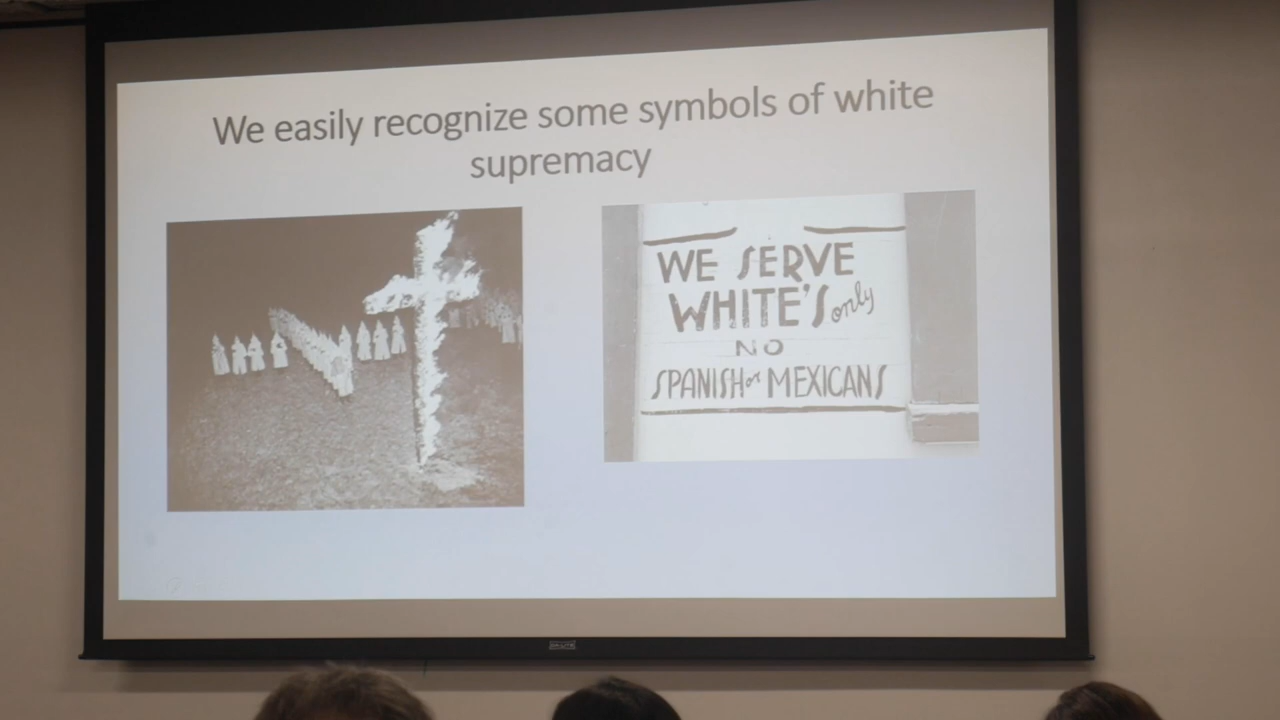 We easily recognize some symbols of white
supremacy
WE SERVE
WHITE'S only
NO
SPANISH or MEXICANS